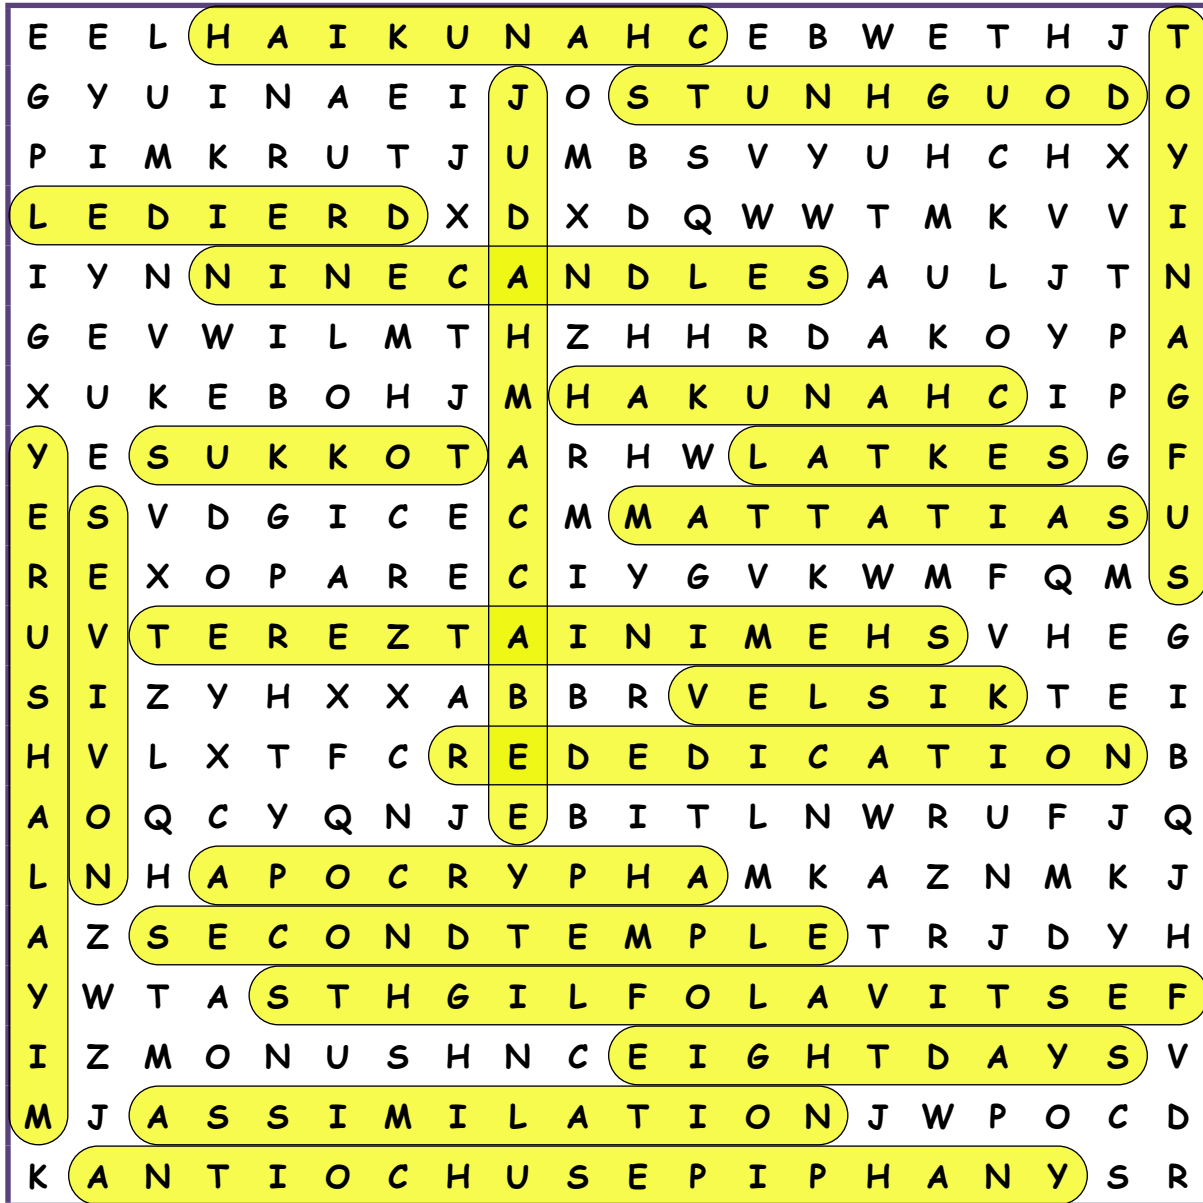 E E L H A I K U N A H C E B W E T H J T
G Y U I N A E I J O S T U N H G U O D O
P I M K R U T J U M B S V Y U H C H X Y
L E D I E R D X D X D Q W W T M K V V I
I Y N N I N E C A N D L E S A U L J T N
G E V W I L M T H Z H H R D A K O Y P A
X U K E B O H J M H A K U N A H C I P G
Y E S U K K O T A R H W L A T K E S G F
E S V D G I C E C M M A T T A T I A S U
R E X O P A R E C I Y G V K W M F Q M S
U V T E R E Z T A I N I M E H S V H E G
S I Z Y H X X A B B R V E L S I K T E I
H V L X T F C R E D E D I C A T I O N B
A O Q C Y Q N J E B I T L N W R U F J Q
L N H A P O C R Y P H A M K A Z N M K J
A Z S E C O N D T E M P L E T R J D Y H
Y W T A S T H G I L F O L A V I T S E F
I Z M O N U S H N C E I G H T D A Y S V
M J A S S I M I L A T I O N J W P O C D
K A N T I O C H U S E P I P H A N Y S R